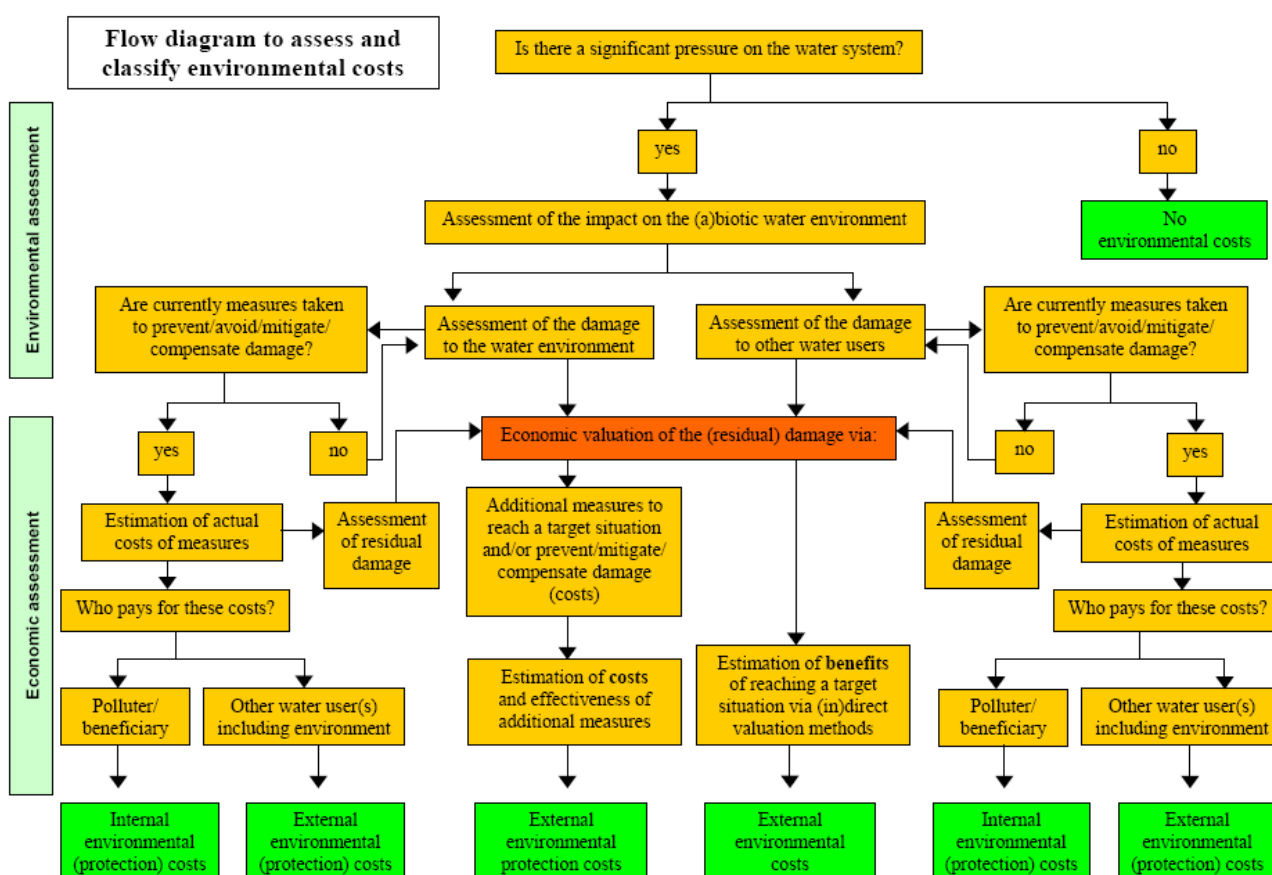 Flow diagram to assess and
classify environmental costs
Is there a significant pressure on the water system?
Environmental assessment
yes
no
Assessment of the impact on the (a)biotic water environment
No
environmental costs
Are currently measures taken
to prevent/avoid/mitigate/
compensate damage?
Assessment of the damage
to the water environment
Assessment of the damage
to other water users
Are currently measures taken
to prevent/avoid/mitigate/
compensate damage?
Economic assessment
yes
no
Economic valuation of the (residual) damage via:
no
yes
Estimation of actual
costs of measures
Assessment
of residual
damage
Additional measures to
reach a target situation
and/or prevent/mitigate/
compensate damage
(costs)
Assessment
of residual
damage
Estimation of actual
costs of measures
Who pays for these costs?
Who pays for these costs?
Polluter/
beneficiary
Other water user(s)
including environment
Estimation of costs
and effectiveness of
additional measures
Estimation of benefits
of reaching a target
situation via (in)direct
valuation methods
Polluter/
beneficiary
Other water user(s)
including environment
Internal
environmental
(protection) costs
External
environmental
(protection) costs
External
environmental
protection costs
External
environmental
costs
Internal
environmental
(protection) costs
External
environmental
(protection) costs